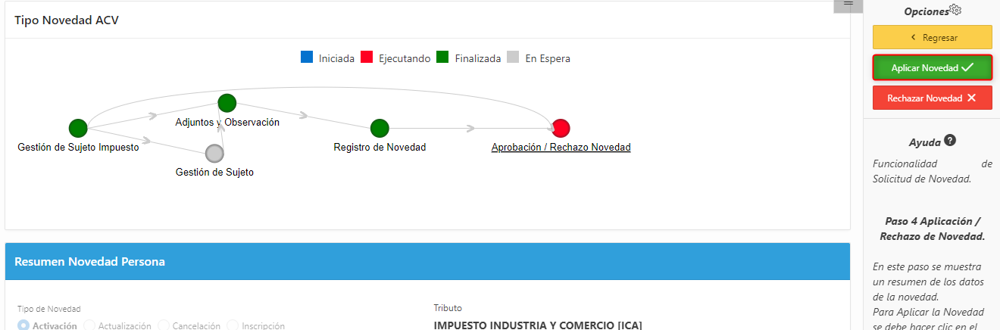 Tipo Novedad ACV
Iniciada Ejecutando Finalizada En Espera
Adjuntos y Observación
Gestión de Sujeto Impuesto
Registro de Novedad
Aprobación / Rechazo Novedad
Gestión de Sujeto
Resumen Novedad Persona
Tipo de Novedad
Activación Actualización Cancelación Inscripción
Tributo
IMPUESTO INDUSTRIA Y COMERCIO [ICA]
Opciones
Regresar
Aplicar Novedad
Rechazar Novedad
Ayuda
Funcionalidad de
Solicitud de Novedad.
Paso 4 Aplicación /
Rechazo de Novedad.
En este paso se muestra
un resumen de los datos
de la novedad.
Para Aplicar la Novedad
se debe hacer clic en el